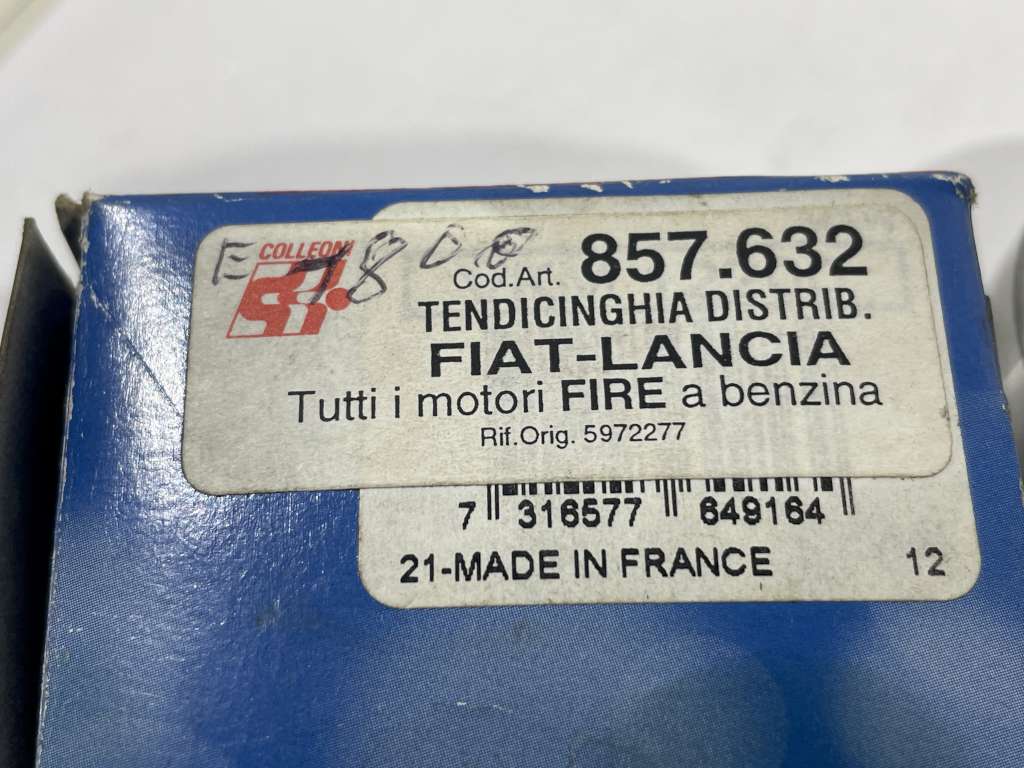 COLLEONI
E 1800
Cod.Art. 857.632
TENDICINGHIA DISTRIB.
FIAT-LANCIA
Tutti i motori FIRE a benzina
Rif.Orig. 5972277
7 316577 649164
21-MADE IN FRANCE 12